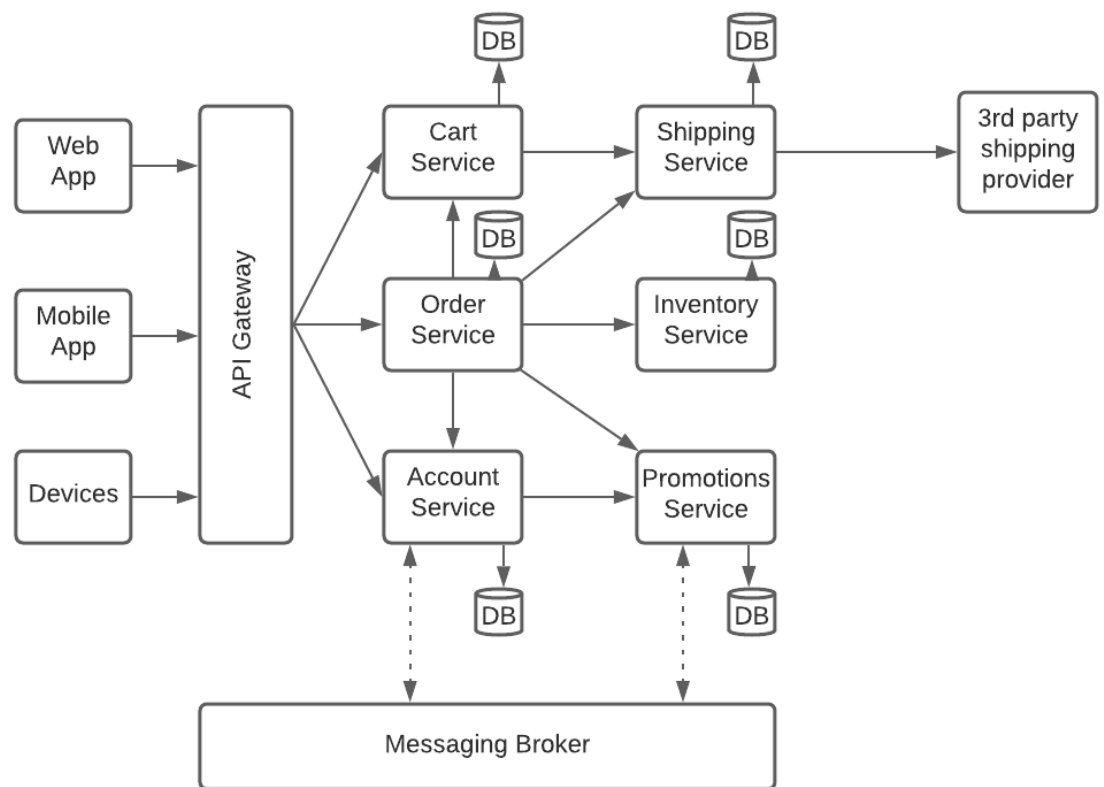 DB
DB
Web
App
Cart
Service
Shipping
Service
3rd party
shipping
provider
DB
DB
Mobile
App
API Gateway
Order
Service
Inventory
Service
Devices
Account
Service
Promotions
Service
DB
DB
Messaging Broker